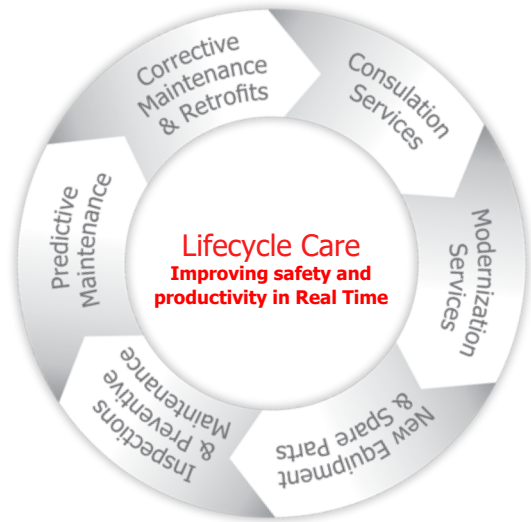 Lifecycle Care
Improving safety and
productivity in Real Time
Corrective
Maintenance
& Retrofits
Consulation
Services
Modernization
Services
New Equipment
& Spare Parts
Inspections
& Preventive
Maintenance
Predictive
Maintenance